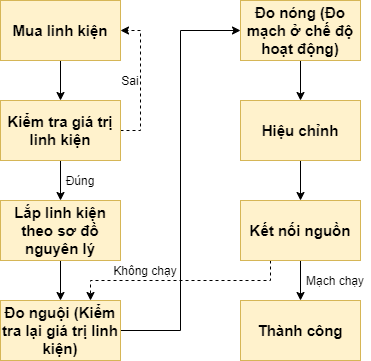 Mua linh kiện
Sai
Kiểm tra giá trị
linh kiện
Đúng
Lắp linh kiện
theo sơ đồ
nguyên lý
Đo nguội (Kiểm
tra lại giá trị linh
kiện)
Đo nóng (Đo
mạch ở chế độ
hoạt động)
Hiệu chỉnh
Kết nối nguồn
Không chạy
Mạch chạy
Thành công